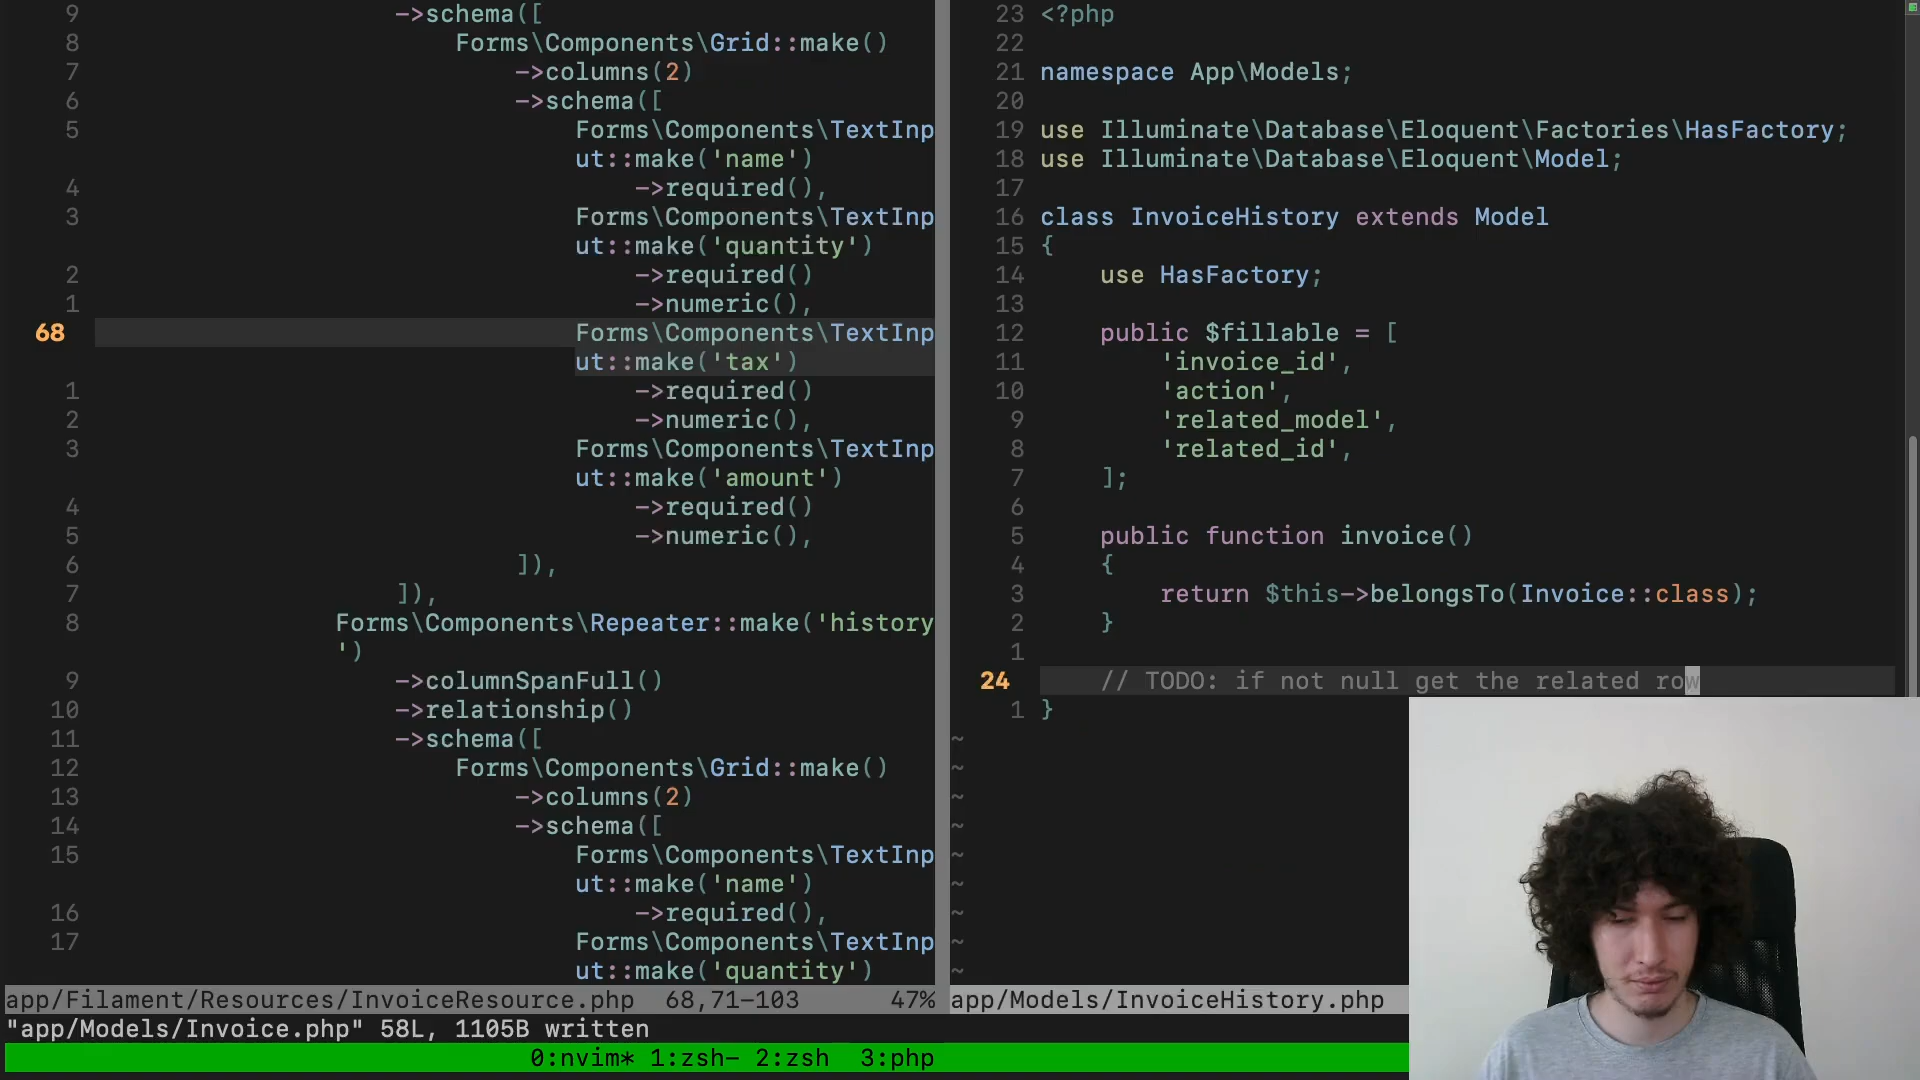 9 ->schema([
8 Forms\Components\Grid::make()
7 ->columns(2)
6 ->schema([
5 Forms\Components\TextInp
ut::make('name')
4 ->required(),
3 Forms\Components\TextInp
ut::make('quantity')
2 ->required()
1 ->numeric(),
68 Forms\Components\TextInp
ut::make('tax')
1 ->required()
2 ->numeric(),
3 Forms\Components\TextInp
ut::make('amount')
4 ->required()
5 ->numeric(),
6 ]),
7 ]),
8 Forms\Components\Repeater::make('history
')
9 ->columnSpanFull()
10 ->relationship()
11 ->schema([
12 Forms\Components\Grid::make()
13 ->columns(2)
14 ->schema([
15 Forms\Components\TextInp
ut::make('name')
16 ->required(),
17 Forms\Components\TextInp
ut::make('quantity')
app/Filament/Resources/InvoiceResource.php 68,71-103 47%
23 <?php
22
21 namespace App\Models;
20
19 use Illuminate\Database\Eloquent\Factories\HasFactory;
18 use Illuminate\Database\Eloquent\Model;
17
16 class InvoiceHistory extends Model
15 {
14 use HasFactory;
13
12 public $fillable = [
11 'invoice_id',
10 'action',
9 'related_model',
8 'related_id',
7 ];
6
5 public function invoice()
4 {
3 return $this->belongsTo(Invoice::class);
2 }
1
24 // TODO: if not null get the related row
1 }
~
~
~
~
~
~
~
~
~
app/Models/InvoiceHistory.php
"app/Models/Invoice.php" 58L, 1105B written
0:nvim* 1:zsh- 2:zsh 3:php